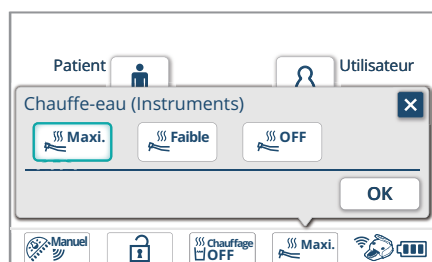 Patient
Utilisateur
Chauffe-eau (Instruments)
Maxi.
Faible
OFF
OK
Manuel
Chauffage
OFF
Maxi.